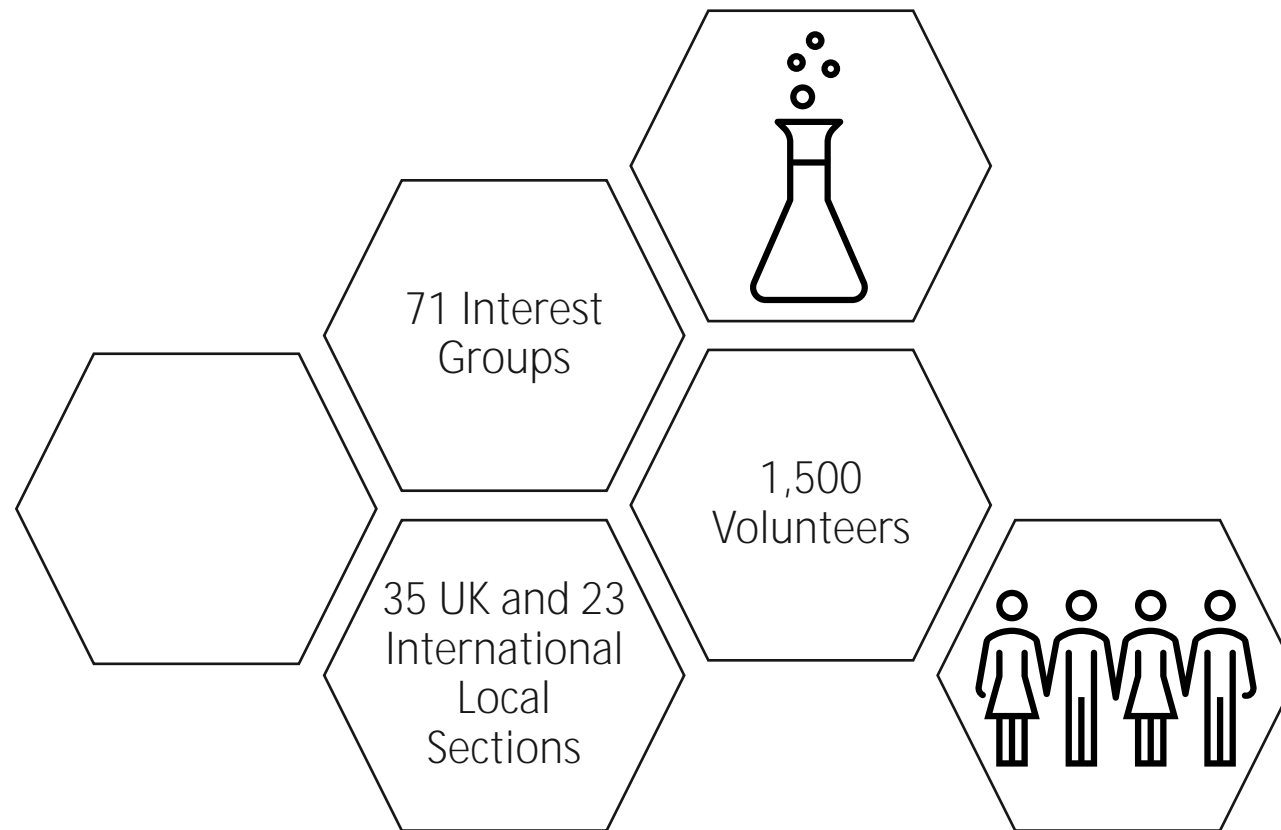 71 Interest
Groups
1,500
Volunteers
35 UK and 23
International
Local
Sections